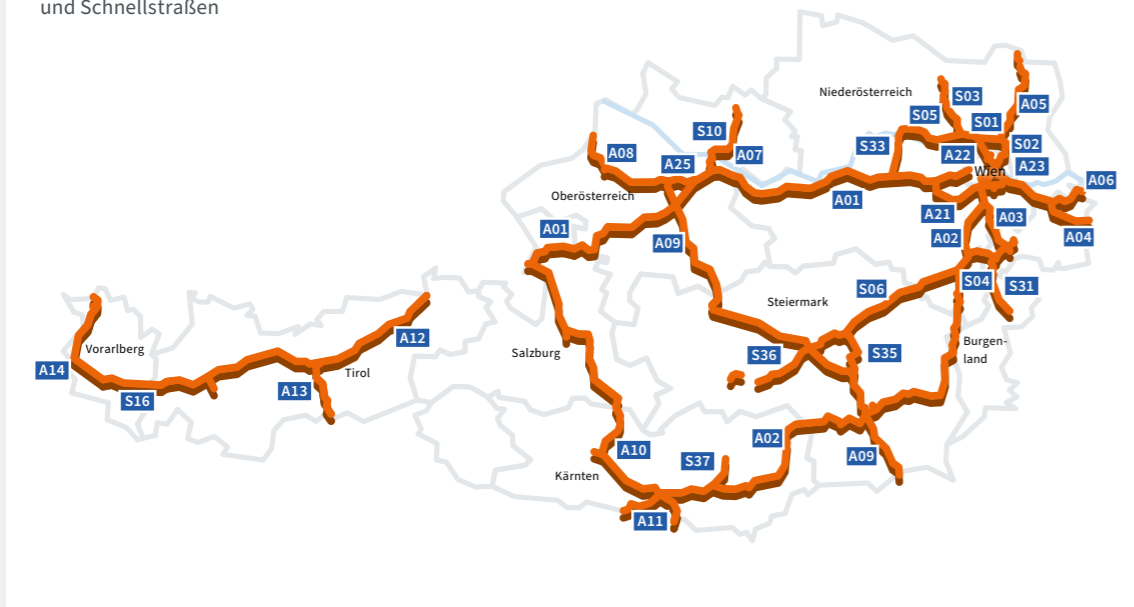 und Schnellstraßen
Niederösterreich
S03
A05
S05
S01
S10
S33
S02
A08
A25
A07
A22
A23
Wien
A06
Oberösterreich
A01
A21
A03
A01
A09
A02
A04
S04
S06
S31
Steiermark
A12
Vorarlberg
Salzburg
S36
S35
Burgen-
land
A14
Tirol
A13
S16
A02
A10
S37
A09
Kärnten
A11